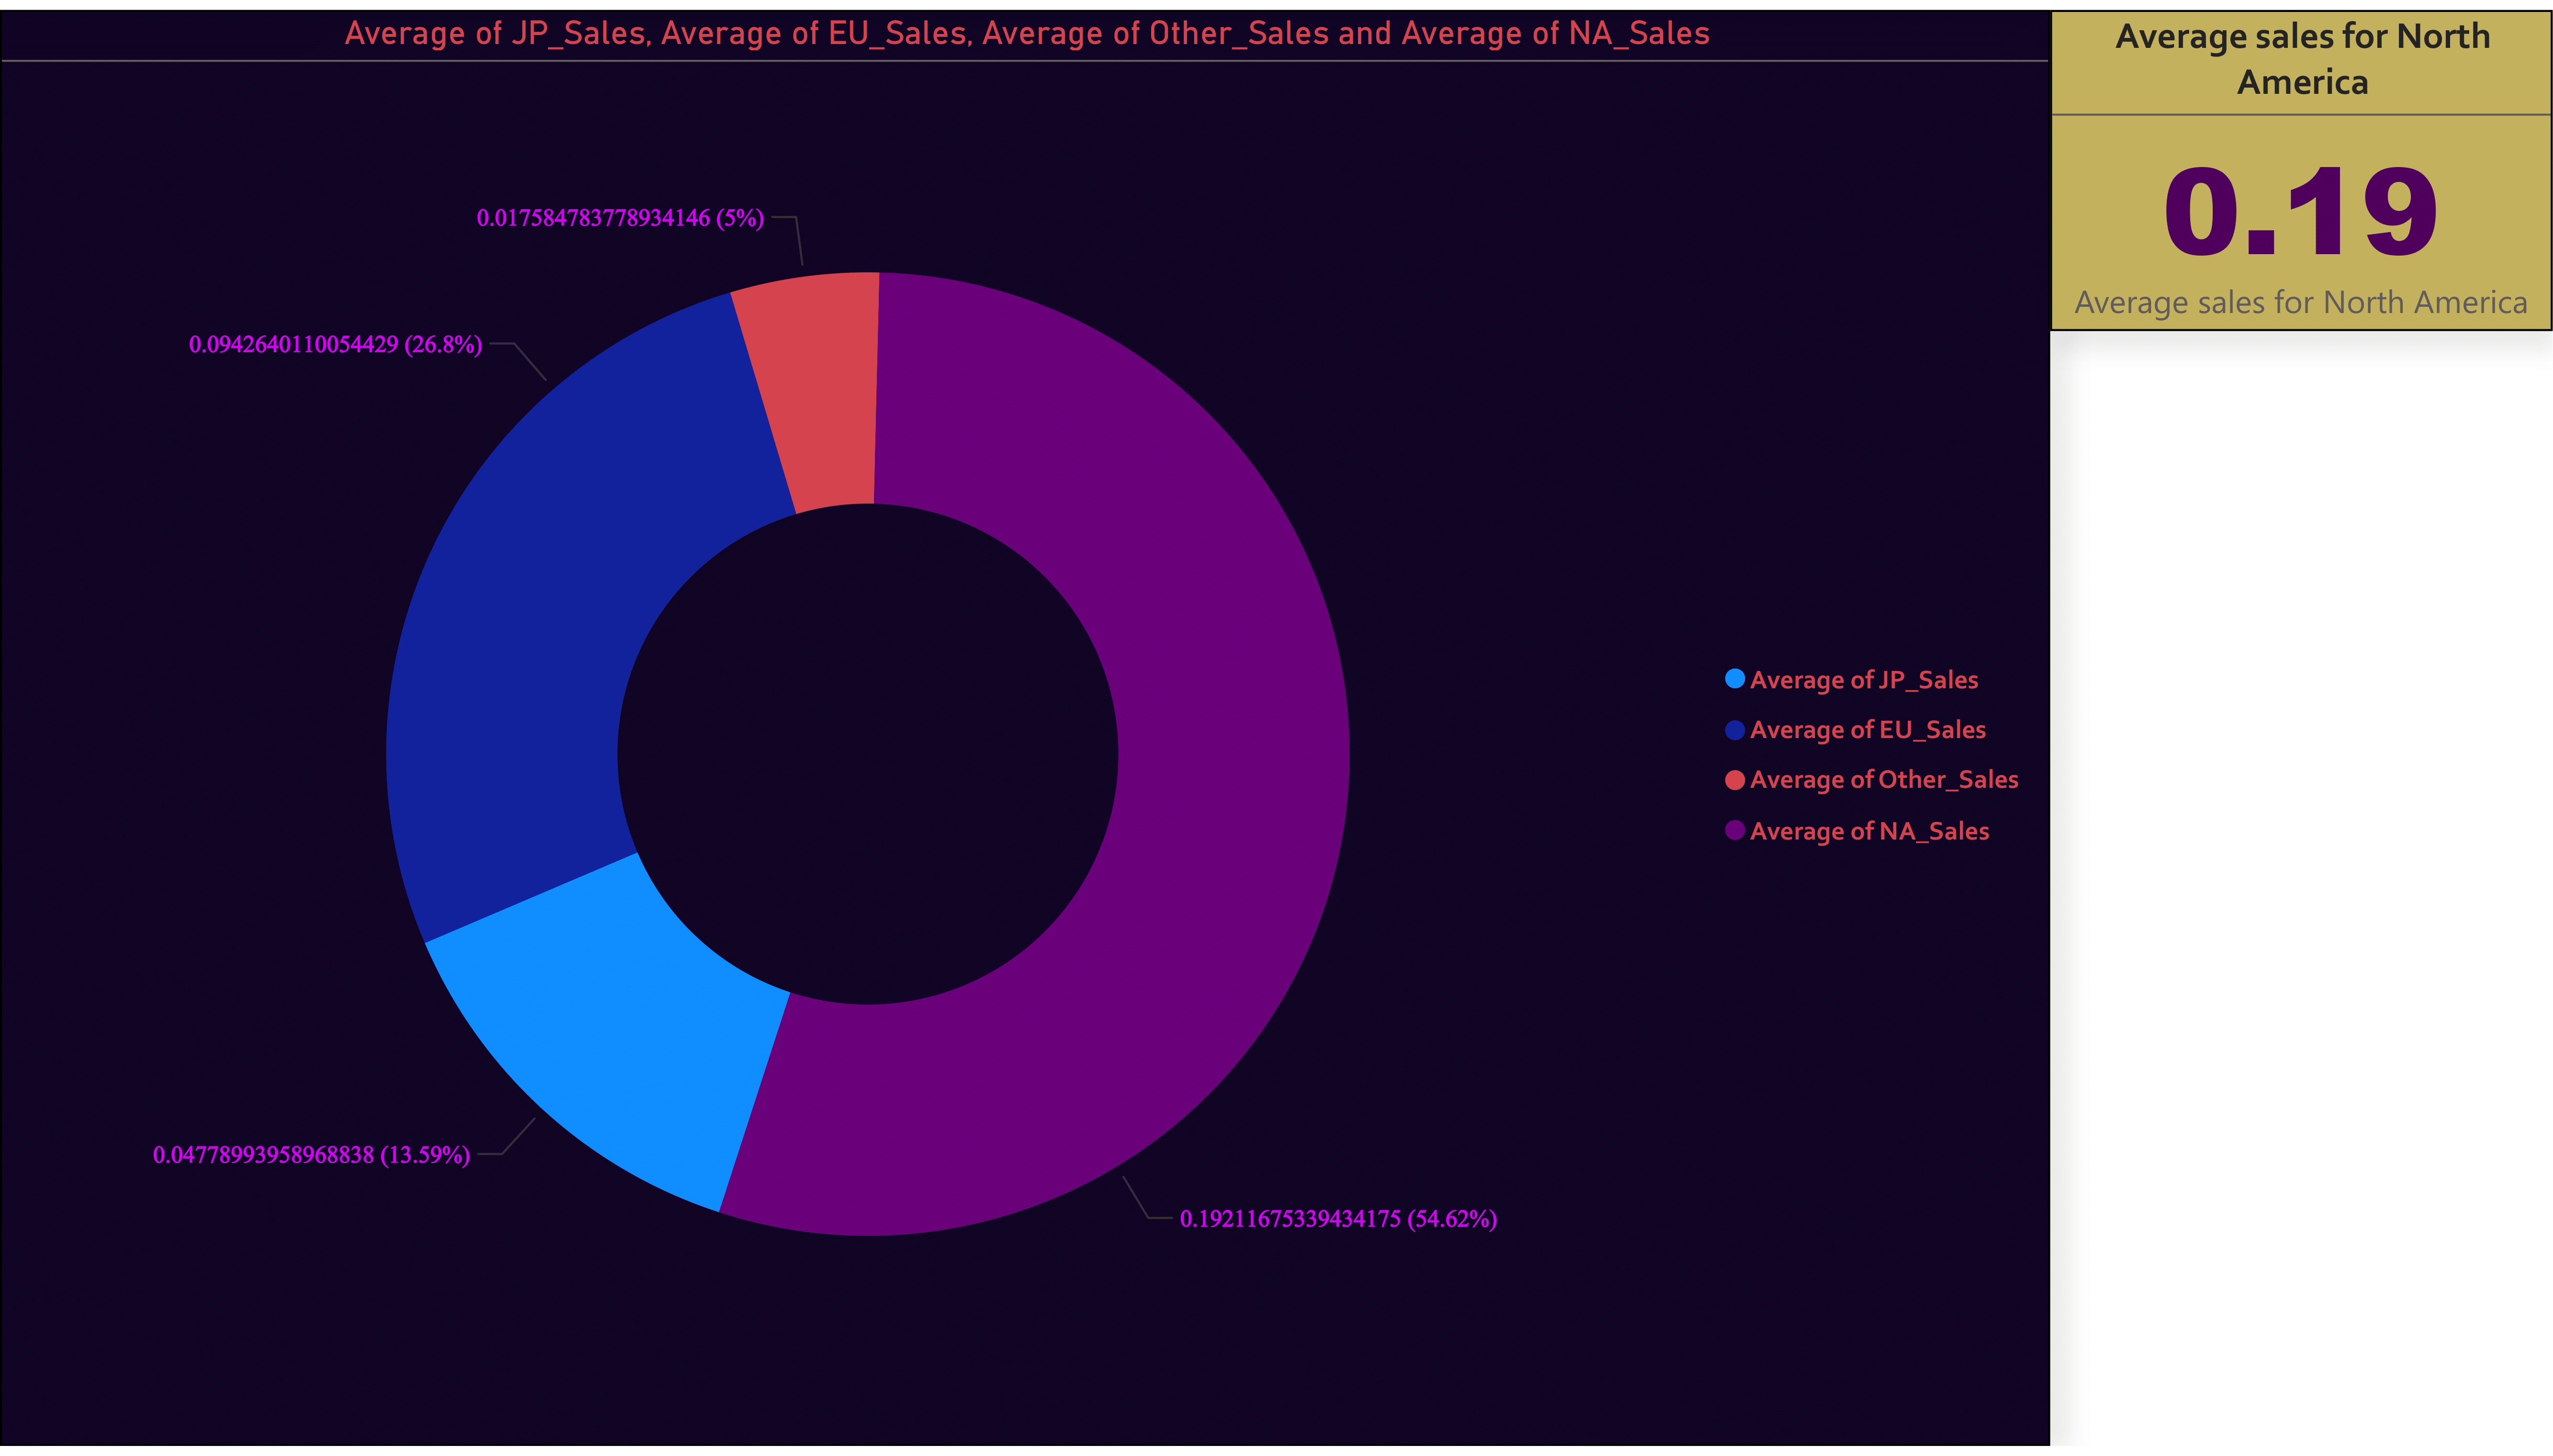 Average of JP_Sales, Average of EU_Sales, Average of Other_Sales and Average of NA_Sales
0.017584783778934146 (5%)
0.0942640110054429 (26.8%)
0.04778993958968838 (13.59%)
0.19211675339434175 (54.62%)
Average of JP_Sales
Average of EU_Sales
Average of Other_Sales
Average of NA_Sales
Average sales for North
America
0.19
Average sales for North America